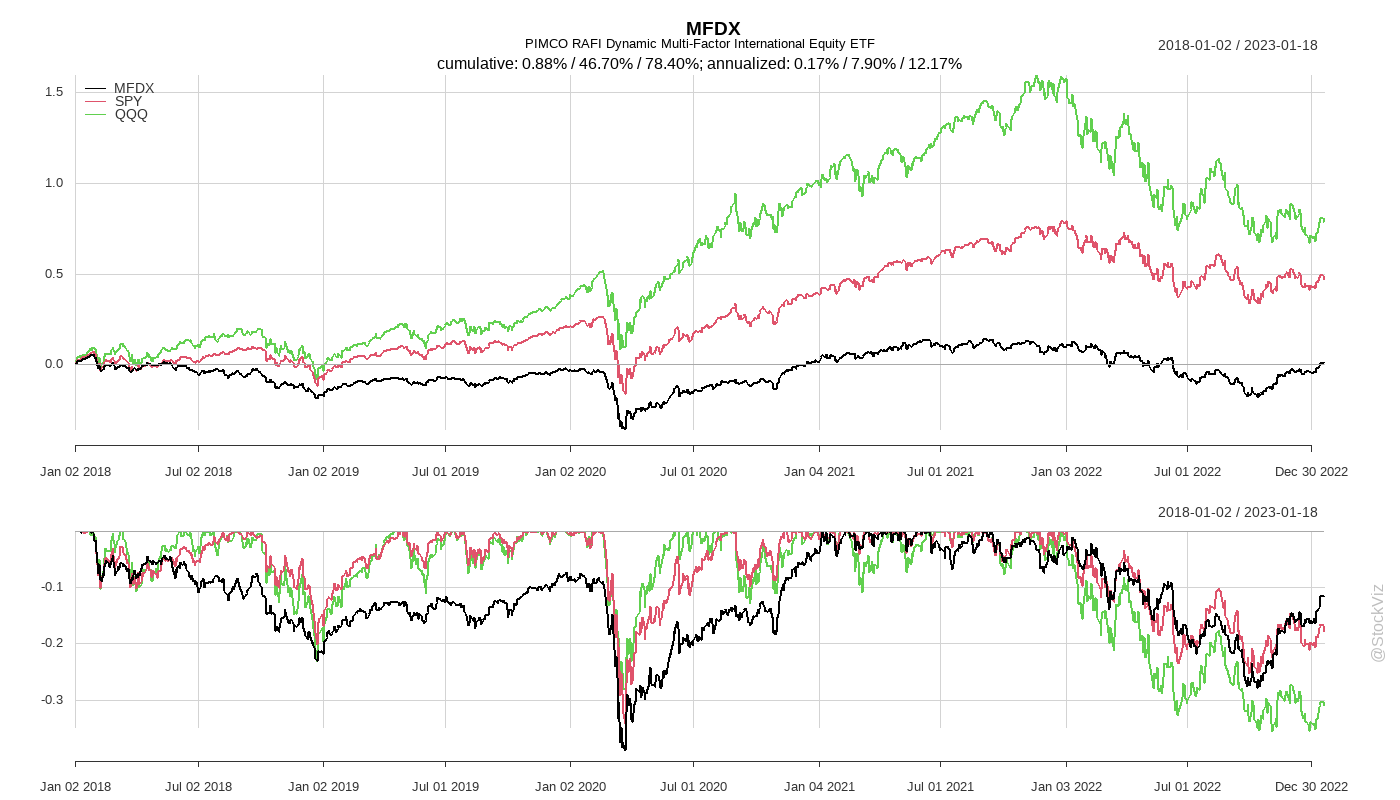 MFDX
PIMCO RAFI Dynamic Multi-Factor International Equity ETF
2018-01-02 / 2023-01-18
cumulative: 0.88% / 46.70% / 78.40%; annualized: 0.17% / 7.90% / 12.17%
MFDX
SPY
QQQ
1.5
1.0
0.5
0.0
Jan 02 2018 Jul 02 2018 Jan 02 2019 Jul 01 2019 Jan 02 2020 Jul 01 2020 Jan 04 2021 Jul 01 2021 Jan 03 2022 Jul 01 2022 Dec 30 2022
2018-01-02 / 2023-01-18
-0.1
-0.2
-0.3
@StockViz
Jan 02 2018 Jul 02 2018 Jan 02 2019 Jul 01 2019 Jan 02 2020 Jul 01 2020 Jan 04 2021 Jul 01 2021 Jan 03 2022 Jul 01 2022 Dec 30 2022